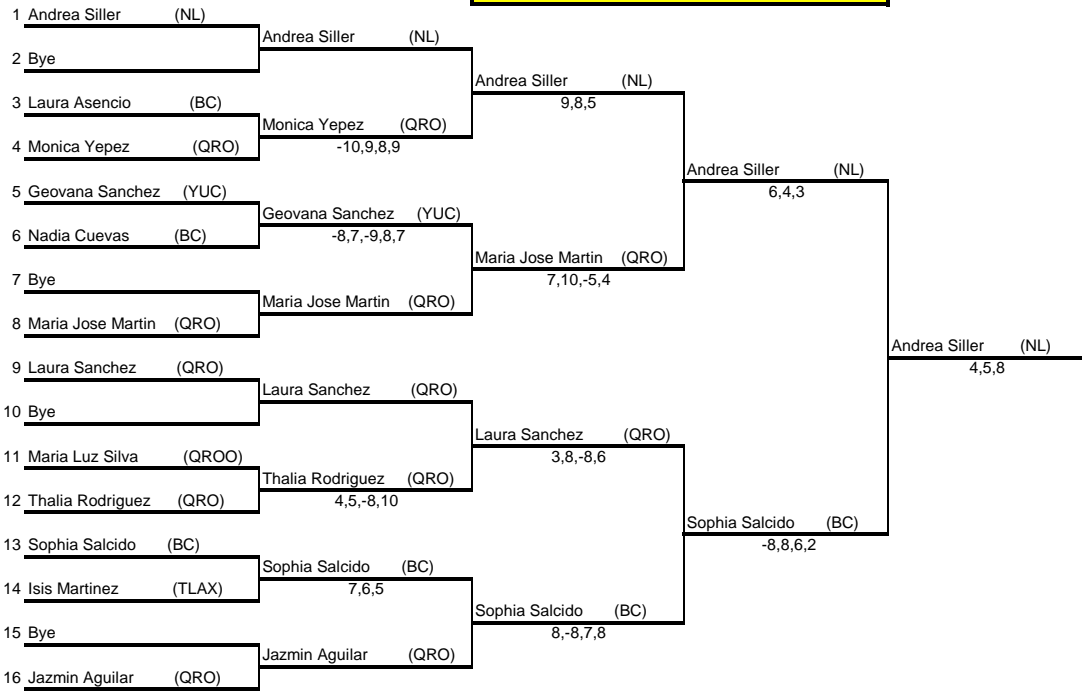 1 Andrea Siller (NL)
Andrea Siller (NL)
2 Bye
Andrea Siller (NL)
9,8,5
3 Laura Asencio (BC)
Monica Yepez (QRO)
-10,9,8,9
4 Monica Yepez (QRO)
Andrea Siller (NL)
6,4,3
5 Geovana Sanchez (YUC)
Geovana Sanchez (YUC)
-8,7,-9,8,7
6 Nadia Cuevas (BC)
Maria Jose Martin (QRO)
7,10,-5,4
7 Bye
Maria Jose Martin (QRO)
8 Maria Jose Martin (QRO)
Andrea Siller (NL)
4,5,8
9 Laura Sanchez (QRO)
Laura Sanchez (QRO)
10 Bye
Laura Sanchez (QRO)
3,8,-8,6
11 Maria Luz Silva (QROO)
Thalia Rodriguez (QRO)
4,5,-8,10
12 Thalia Rodriguez (QRO)
Sophia Salcido (BC)
-8,8,6,2
13 Sophia Salcido (BC)
Sophia Salcido (BC)
7,6,5
14 Isis Martinez (TLAX)
Sophia Salcido (BC)
8,-8,7,8
15 Bye
Jazmin Aguilar (QRO)
16 Jazmin Aguilar (QRO)